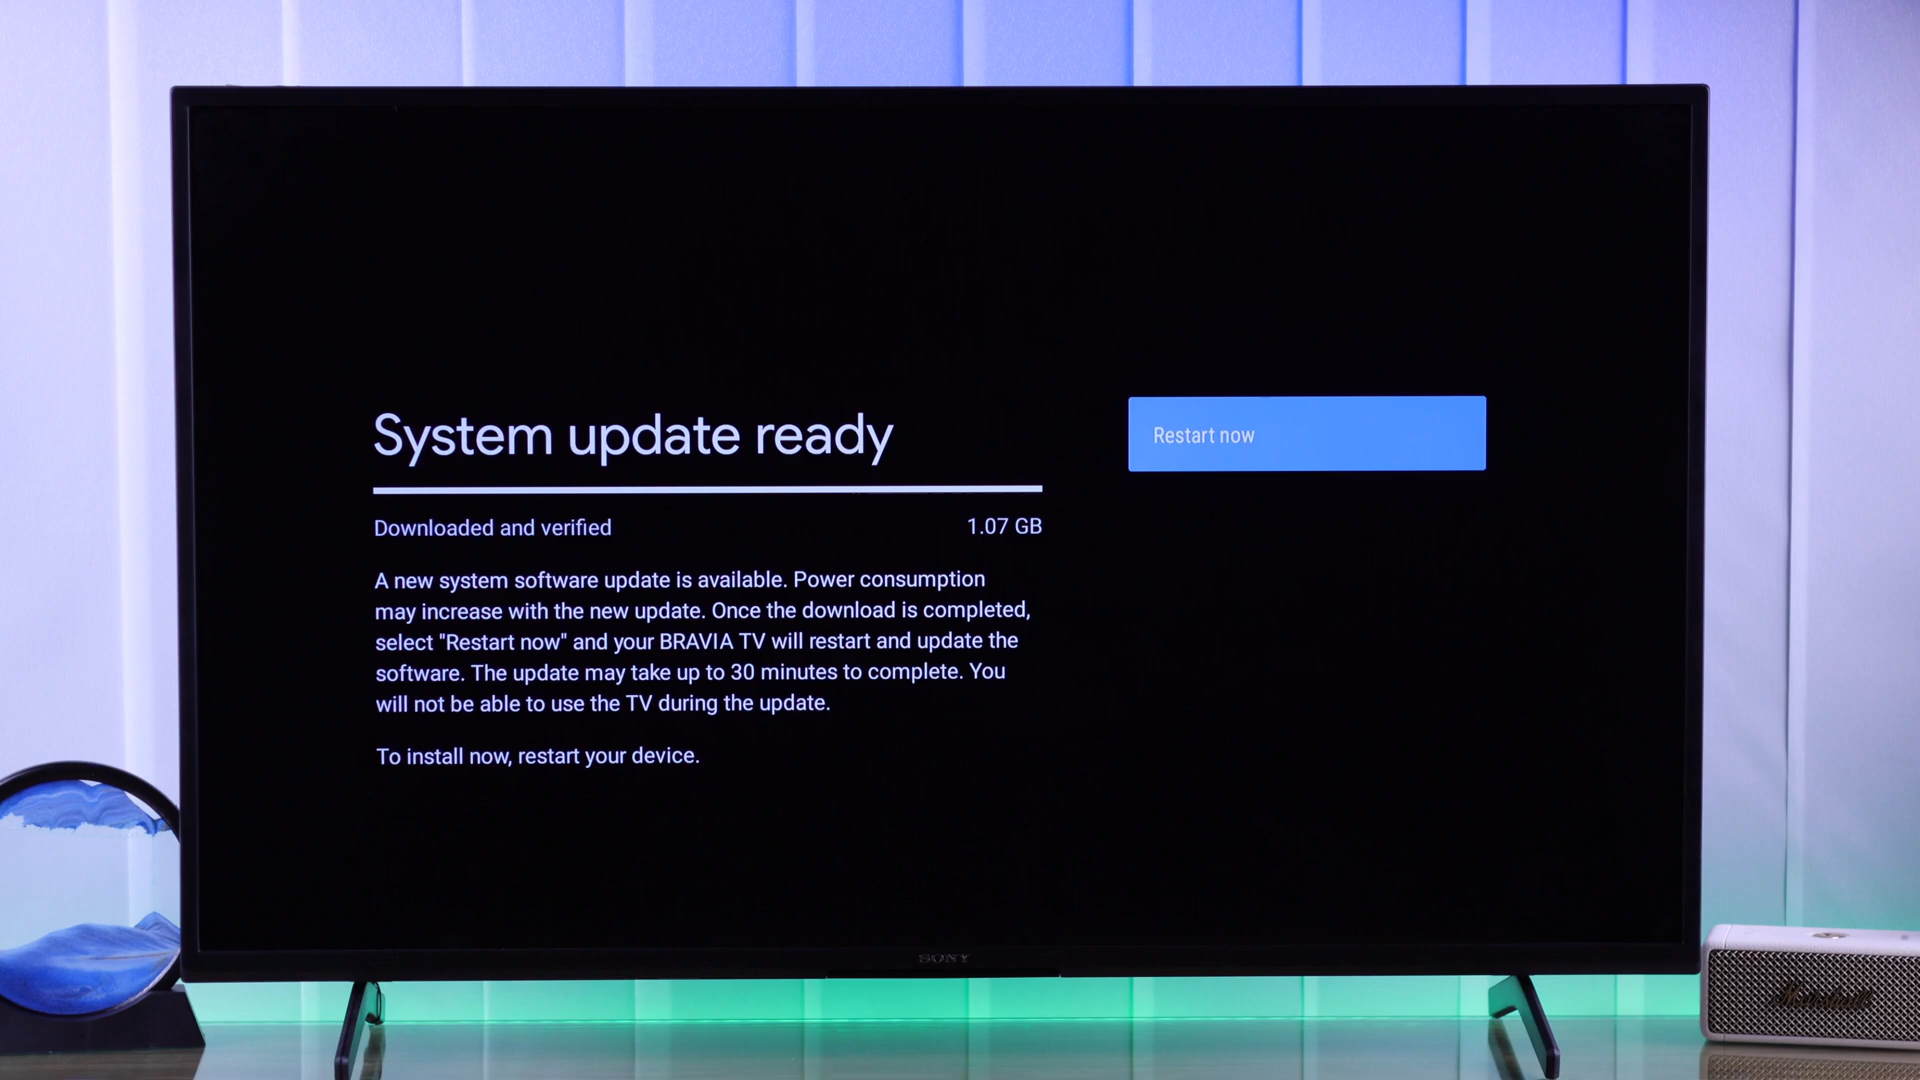 System update ready
Restart now
Downloaded and verified 1.07 GB
A new system software update is available. Power consumption
may increase with the new update. Once the download is completed,
select "Restart now" and your BRAVIA TV will restart and update the
software. The update may take up to 30 minutes to complete. You
will not be able to use the TV during the update.
To install now, restart your device.
SONY
Marshall